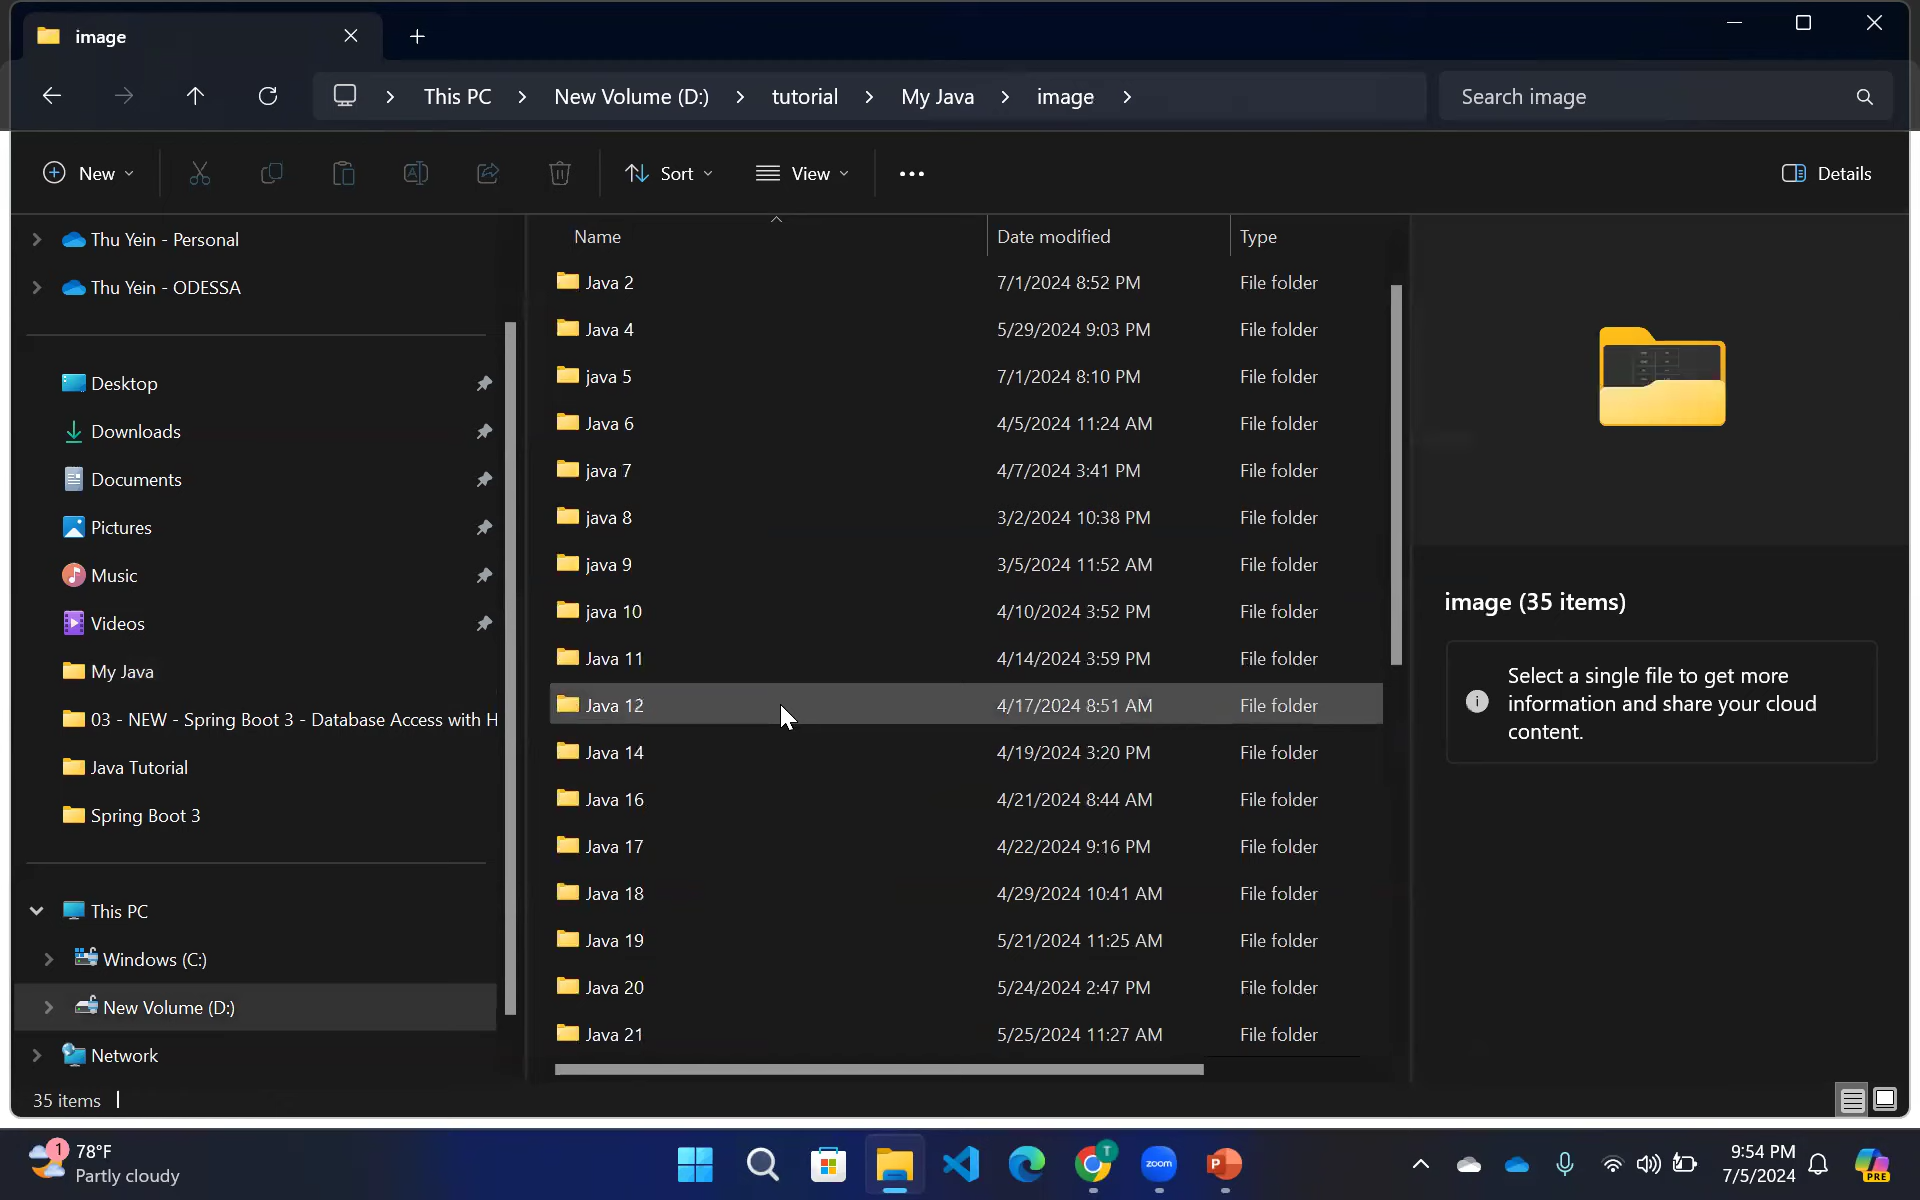 image
This PC
New Volume (D:)
tutorial
My Java
image
Search image
New
Sort
View
Details
Thu Yein - Personal
Thu Yein - ODESSA
Desktop
Downloads
Documents
Pictures
Music
Videos
My Java
03 - NEW - Spring Boot 3 - Database Access with H
Java Tutorial
Spring Boot 3
This PC
Windows (C:)
New Volume (D:)
Network
Name Date modified Type
Java 2 7/1/2024 8:52 PM File folder
Java 4 5/29/2024 9:03 PM File folder
java 5 7/1/2024 8:10 PM File folder
Java 6 4/5/2024 11:24 AM File folder
java 7 4/7/2024 3:41 PM File folder
java 8 3/2/2024 10:38 PM File folder
java 9 3/5/2024 11:52 AM File folder
java 10 4/10/2024 3:52 PM File folder
Java 11 4/14/2024 3:59 PM File folder
Java 12 4/17/2024 8:51 AM File folder
Java 14 4/19/2024 3:20 PM File folder
Java 16 4/21/2024 8:44 AM File folder
Java 17 4/22/2024 9:16 PM File folder
Java 18 4/29/2024 10:41 AM File folder
Java 19 5/21/2024 11:25 AM File folder
Java 20 5/24/2024 2:47 PM File folder
Java 21 5/25/2024 11:27 AM File folder
image (35 items)
Select a single file to get more
information and share your cloud
content.
35 items
1
78°F
Partly cloudy
T
zoom
P
9:54 PM
7/5/2024
PRE